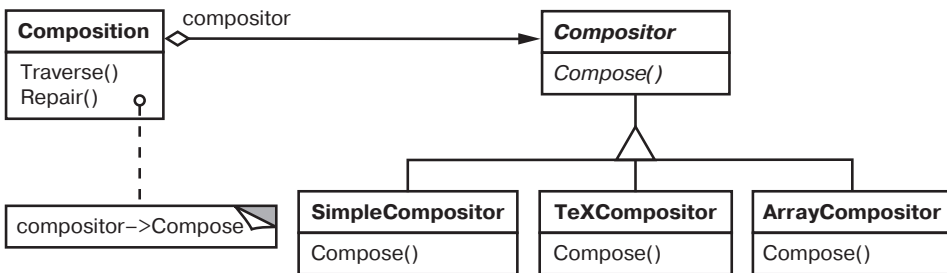 compositor
Composition
Traverse()
Repair()
compositor–>Compose
Compositor
Compose()
SimpleCompositor
Compose()
TeXCompositor
Compose()
ArrayCompositor
Compose()